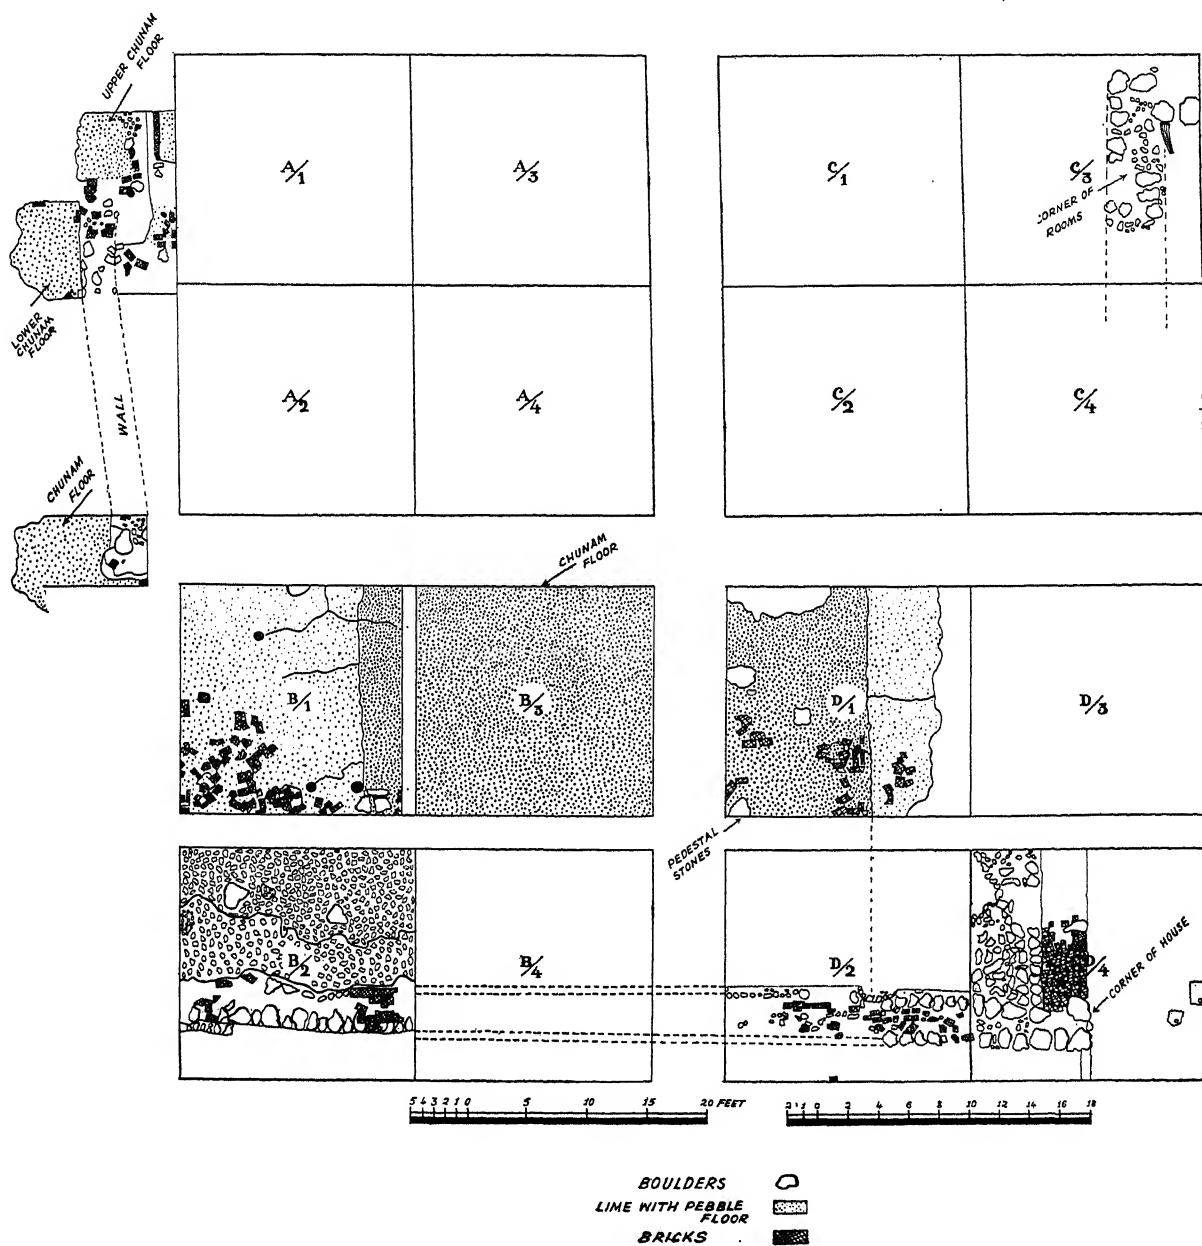 UPPER CHUNAM
FLOOR
A/1
A/3
C/1
C/3
CORNER OF
ROOMS
LOWER
CHUNAM
FLOOR
WALL
A/2
A/4
C/2
C/4
CHUNAM
FLOOR
CHUNAM
FLOOR
B/1
B/3
D/1
D/3
PEDESTAL
STONES
B/2
B/4
D/2
D/4
CORNER OF HOUSE
5 4 3 2 1 0 5 10 15 20 FEET
2 1 0 2 4 6 8 10 12 14 16 18
BOULDERS
LIME WITH PEBBLE
FLOOR
BRICKS